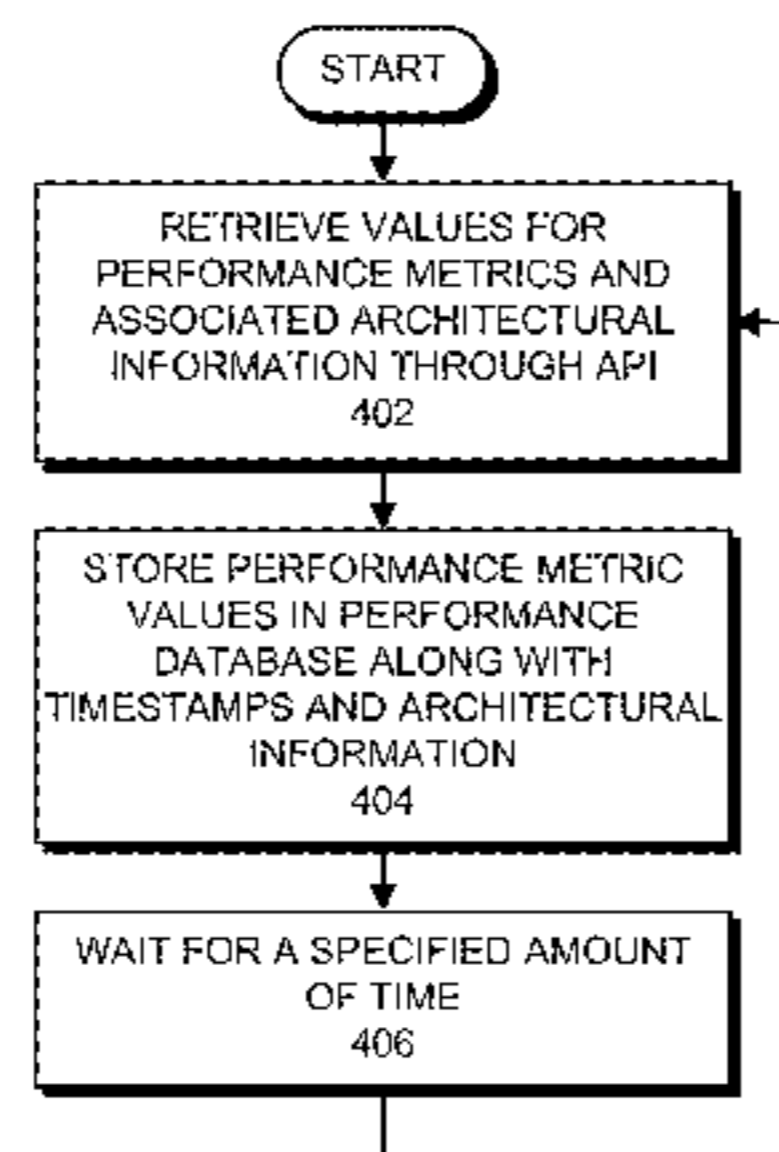 START
RETRIEVE VALUES FOR
PERFORMANCE METRICS AND
ASSOCIATED ARCHITECTURAL
INFORMATION THROUGH API
402
STORE PERFORMANCE METRIC
VALUES IN PERFORMANCE
DATABASE ALONG WITH
TIMESTAMPS AND ARCHITECTURAL
INFORMATION
404
WAIT FOR A SPECIFIED AMOUNT
OF TIME
406